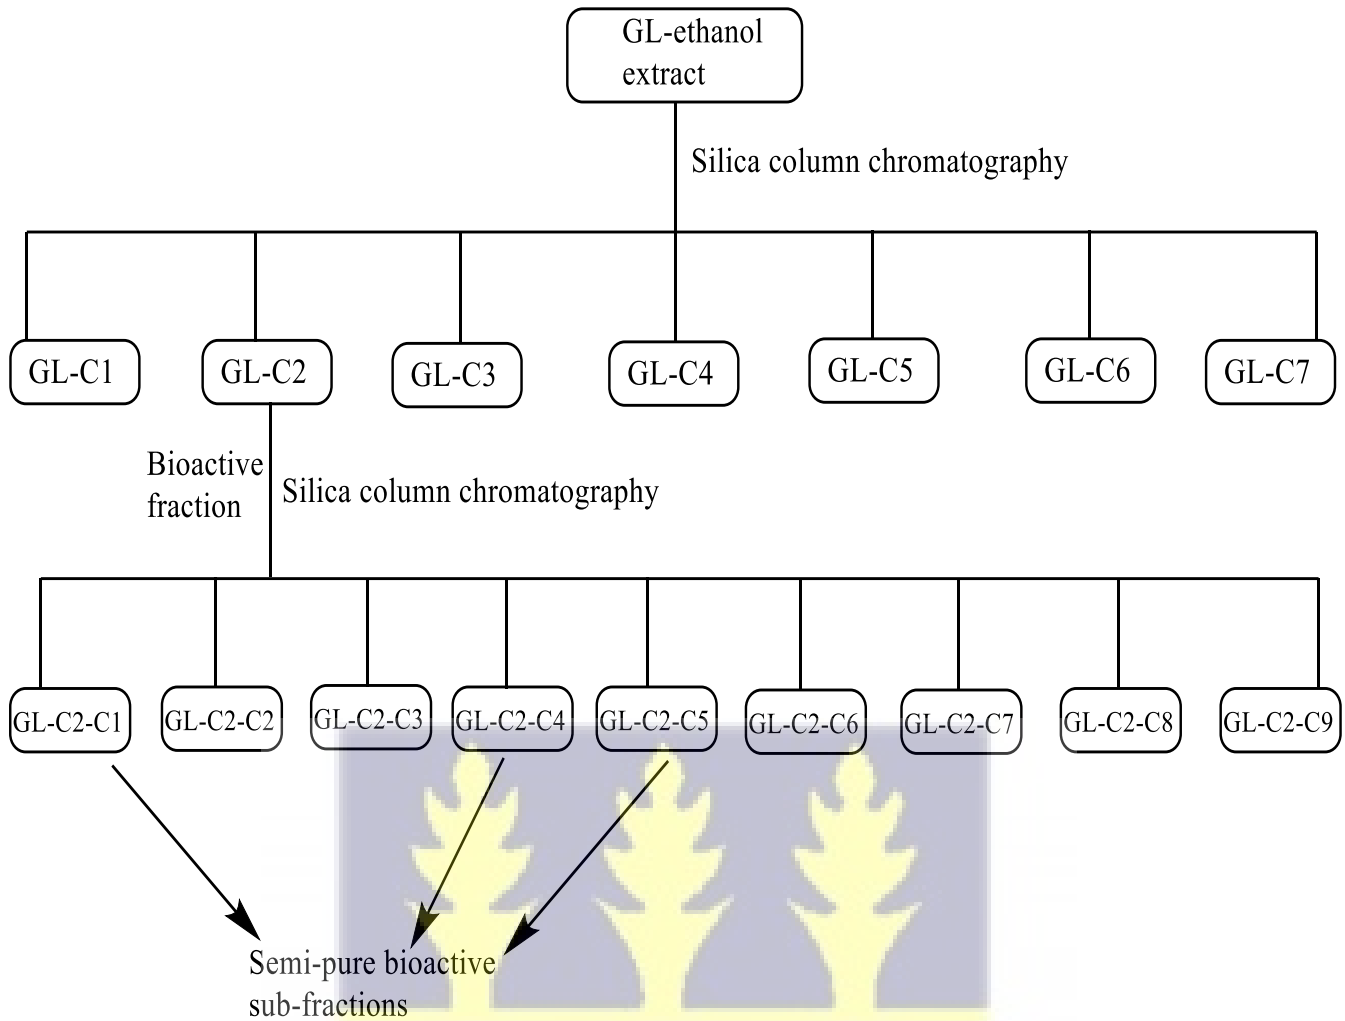 GL-ethanol
extract
Silica column chromatography
GL-C1
GL-C2
GL-C3
GL-C4
GL-C5
GL-C6
GL-C7
Bioactive
fraction
Silica column chromatography
GL-C2-C1
GL-C2-C2
GL-C2-C3
GL-C2-C4
GL-C2-C5
GL-C2-C6
GL-C2-C7
GL-C2-C8
GL-C2-C9
Semi-pure bioactive
sub-fractions